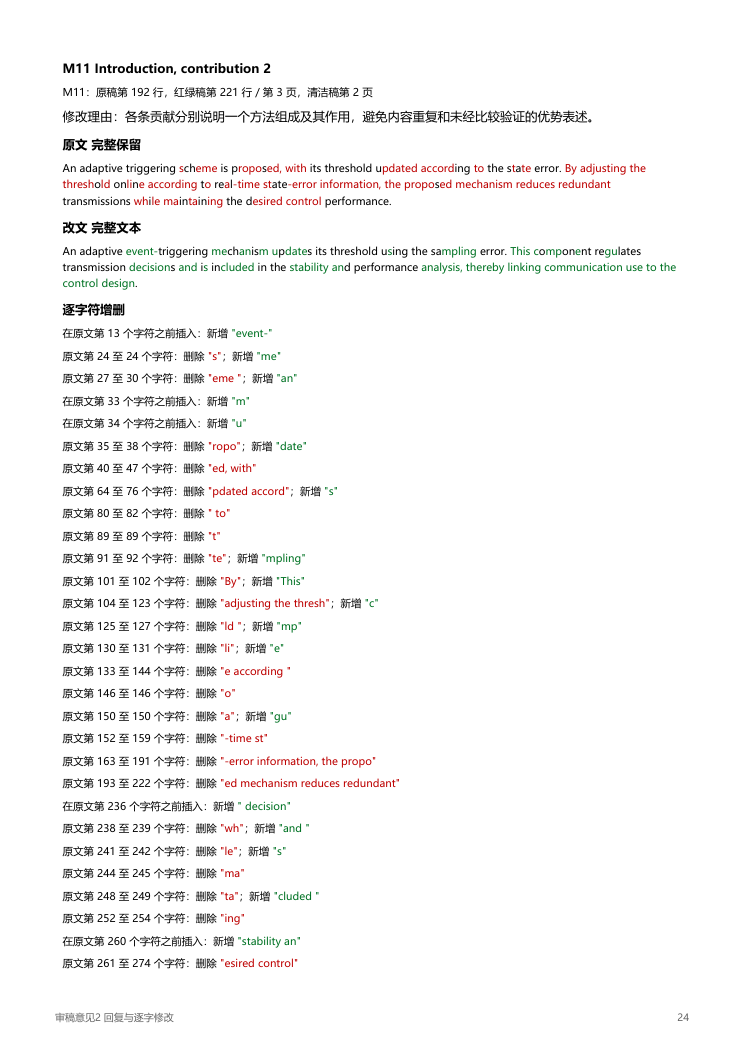 M11 Introduction, contribution 2
M11：原稿第 192 行，红绿稿第 221 行 / 第 3 页，清洁稿第 2 页
修改理由：各条贡献分别说明一个方法组成及其作用，避免内容重复和未经比较验证的优势表述。
原文 完整保留
An adaptive triggering scheme is proposed, with its threshold updated according to the state error. By adjusting the
threshold online according to real-time state-error information, the proposed mechanism reduces redundant
transmissions while maintaining the desired control performance.
改文 完整文本
An adaptive event-triggering mechanism updates its threshold using the sampling error. This component regulates
transmission decisions and is included in the stability and performance analysis, thereby linking communication use to the
control design.
逐字符增删
在原文第 13 个字符之前插入：新增 "event-"
原文第 24 至 24 个字符：删除 "s"；新增 "me"
原文第 27 至 30 个字符：删除 "eme "；新增 "an"
在原文第 33 个字符之前插入：新增 "m"
在原文第 34 个字符之前插入：新增 "u"
原文第 35 至 38 个字符：删除 "ropo"；新增 "date"
原文第 40 至 47 个字符：删除 "ed, with"
原文第 64 至 76 个字符：删除 "pdated accord"；新增 "s"
原文第 80 至 82 个字符：删除 " to"
原文第 89 至 89 个字符：删除 "t"
原文第 91 至 92 个字符：删除 "te"；新增 "mpling"
原文第 101 至 102 个字符：删除 "By"；新增 "This"
原文第 104 至 123 个字符：删除 "adjusting the thresh"；新增 "c"
原文第 125 至 127 个字符：删除 "ld "；新增 "mp"
原文第 130 至 131 个字符：删除 "li"；新增 "e"
原文第 133 至 144 个字符：删除 "e according "
原文第 146 至 146 个字符：删除 "o"
原文第 150 至 150 个字符：删除 "a"；新增 "gu"
原文第 152 至 159 个字符：删除 "-time st"
原文第 163 至 191 个字符：删除 "-error information, the propo"
原文第 193 至 222 个字符：删除 "ed mechanism reduces redundant"
在原文第 236 个字符之前插入：新增 " decision"
原文第 238 至 239 个字符：删除 "wh"；新增 "and "
原文第 241 至 242 个字符：删除 "le"；新增 "s"
原文第 244 至 245 个字符：删除 "ma"
原文第 248 至 249 个字符：删除 "ta"；新增 "cluded "
原文第 252 至 254 个字符：删除 "ing"
在原文第 260 个字符之前插入：新增 "stability an"
原文第 261 至 274 个字符：删除 "esired control"
审稿意见2 回复与逐字修改
24